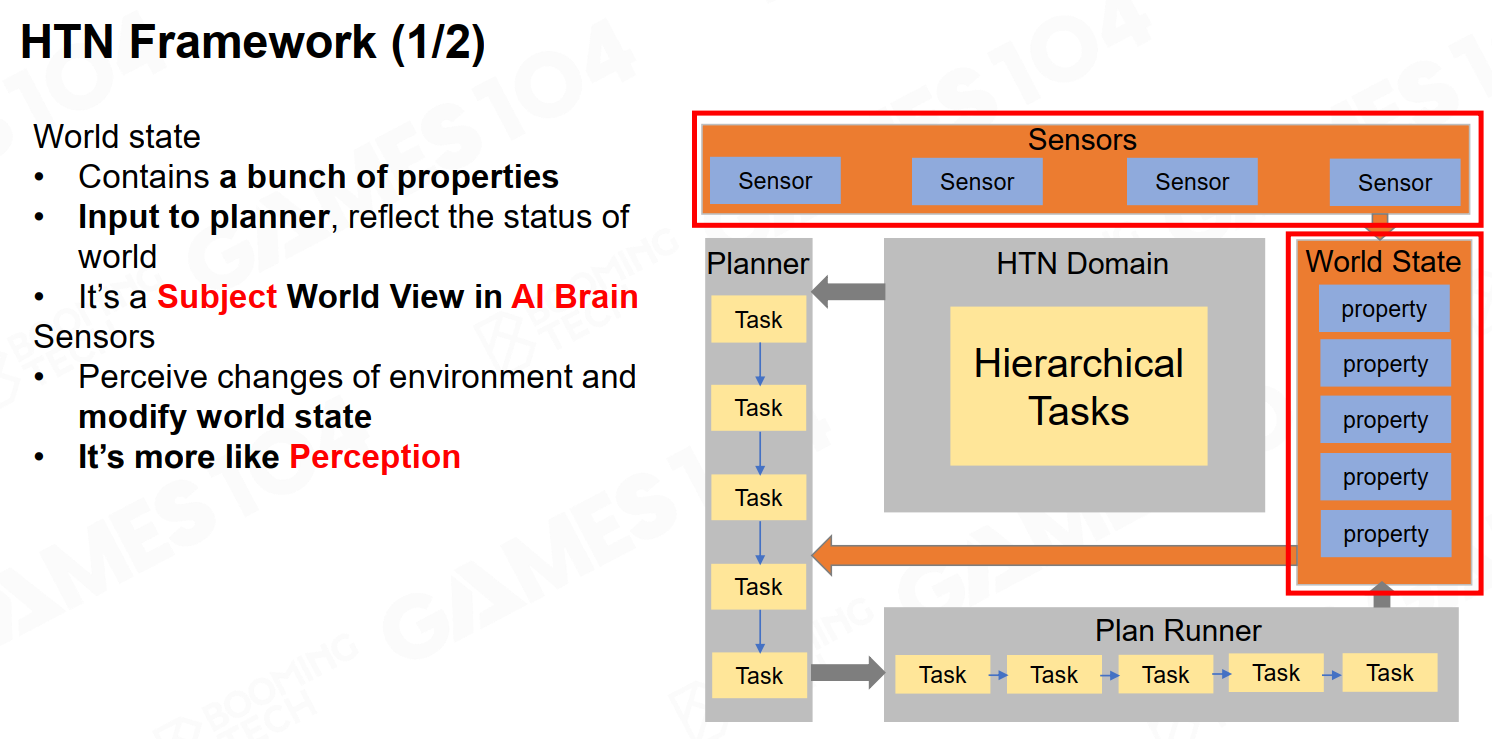 HTN Framework (1/2)
World state
• Contains a bunch of properties
• Input to planner, reflect the status of
world
• It’s a Subject World View in AI Brain
Sensors
• Perceive changes of environment and
modify world state
• It’s more like Perception
Sensors
Sensor Sensor Sensor Sensor
Planner
Task
Task
Task
Task
Task
HTN Domain
Hierarchical
Tasks
World State
property
property
property
property
property
Plan Runner
Task Task Task Task Task
GAMES 104
BOOMING
TECH